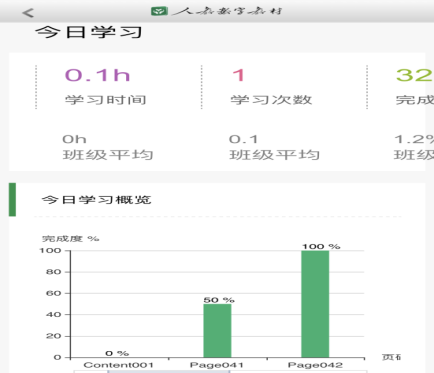 人教数字教材
今日学习
0.1h 1 32
学习时间 学习次数 完成
0h 0.1 1.2%
班级平均 班级平均 班级
今日学习概览
完成度 %
100
80
60
40
20
0
0 % 50 % 100 %
Content001 Page041 Page042 页码